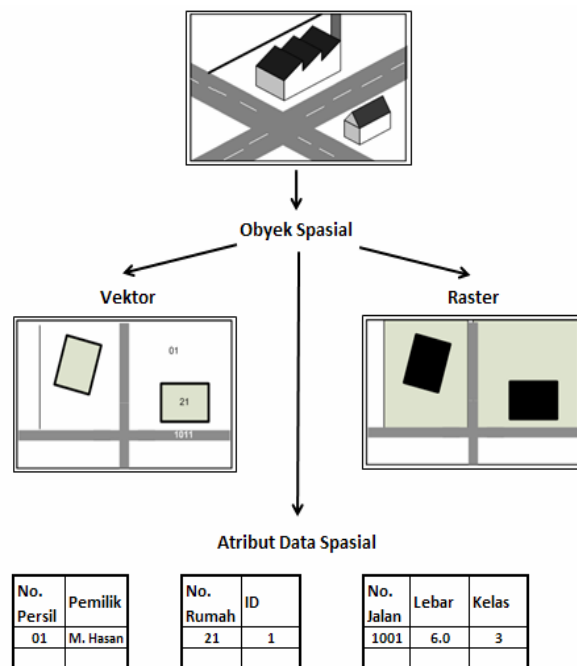 Obyek Spasial
Vektor
Raster
01
21
1011
Atribut Data Spasial
No. Persil Pemilik
01 M. Hasan
No. Rumah ID
21 1
No. Jalan Lebar Kelas
1001 6.0 3